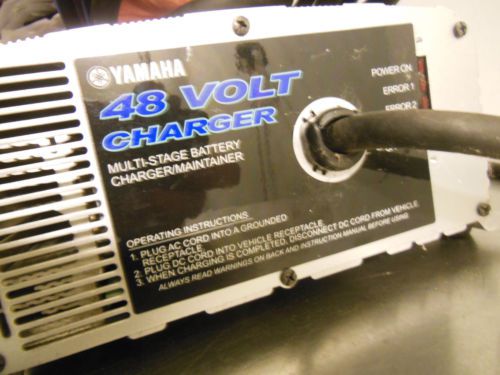 YAMAHA
48 VOLT
CHARGER
MULTI-STAGE BATTERY
CHARGER/MAINTAINER
POWER ON
ERROR 1
ERROR 2
OPERATING INSTRUCTIONS
1. PLUG AC CORD INTO A GROUNDED
RECEPTACLE.
2. PLUG DC CORD INTO VEHICLE RECEPTACLE.
3. WHEN CHARGING IS COMPLETED, DISCONNECT DC CORD FROM VEHICLE.
ALWAYS READ WARNINGS ON BACK AND INSTRUCTION MANUAL BEFORE USING